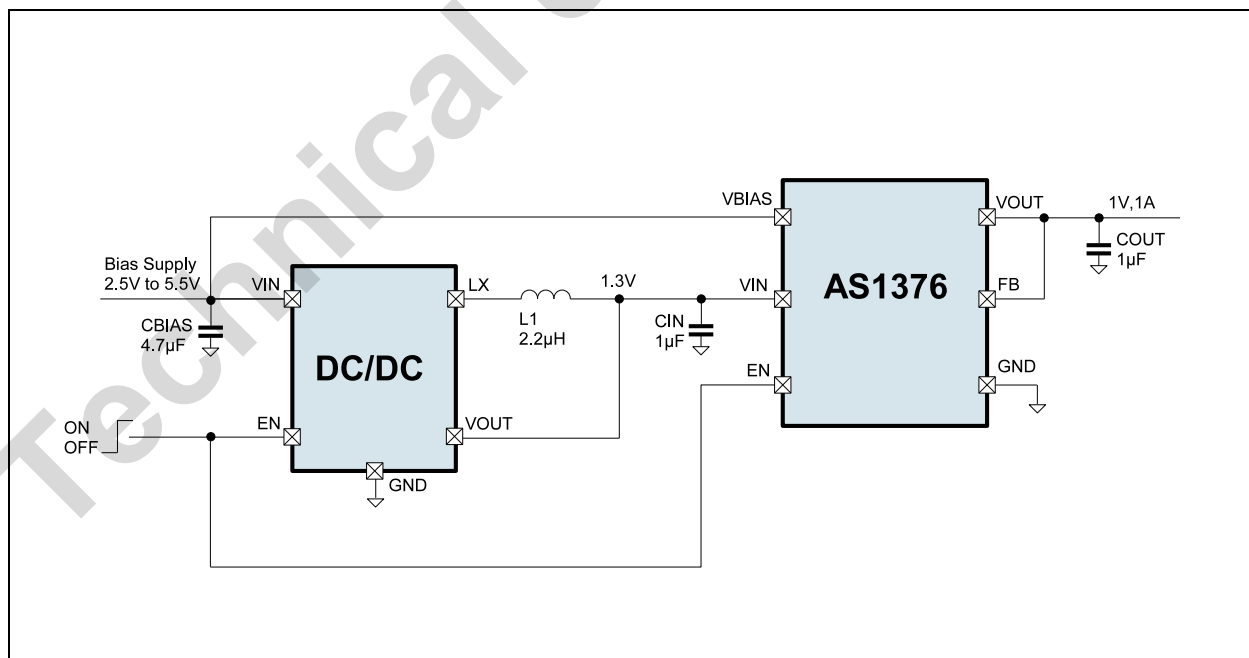 Technical
VBIAS
VOUT
1V,1A
COUT
1µF
Bias Supply
2.5V to 5.5V
VIN
LX
1.3V
VIN
AS1376
FB
CBIAS
4.7µF
L1
2.2µH
CIN
1µF
DC/DC
EN
GND
ON
OFF
EN
VOUT
GND